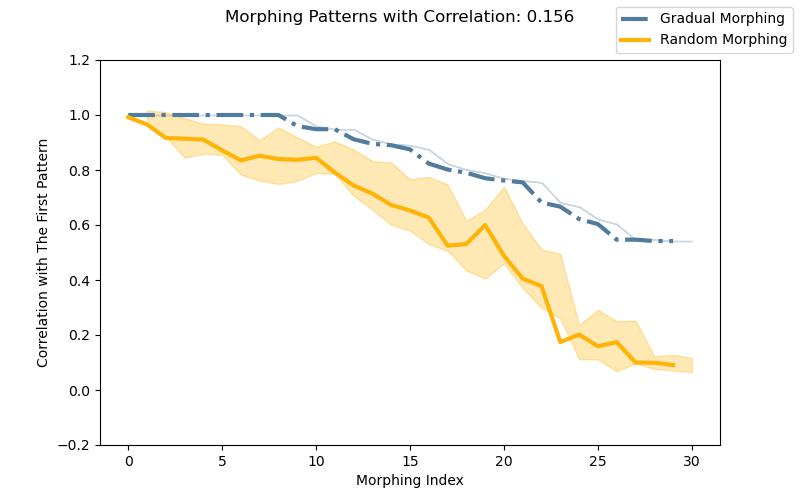 Morphing Patterns with Correlation: 0.156
Gradual Morphing
Random Morphing
1.2
1.0
0.8
0.6
0.4
0.2
0.0
−0.2
Correlation with The First Pattern
0 5 10 15 20 25 30
Morphing Index